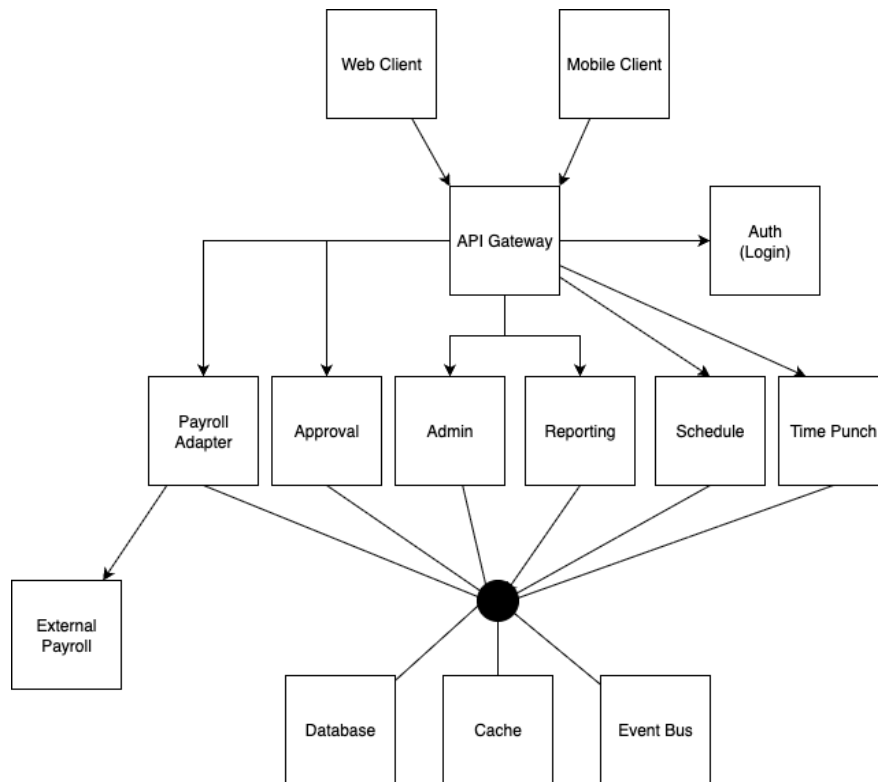 Web Client
Mobile Client
API Gateway
Auth
(Login)
Payroll
Adapter
Approval
Admin
Reporting
Schedule
Time Punch
External
Payroll
Database
Cache
Event Bus